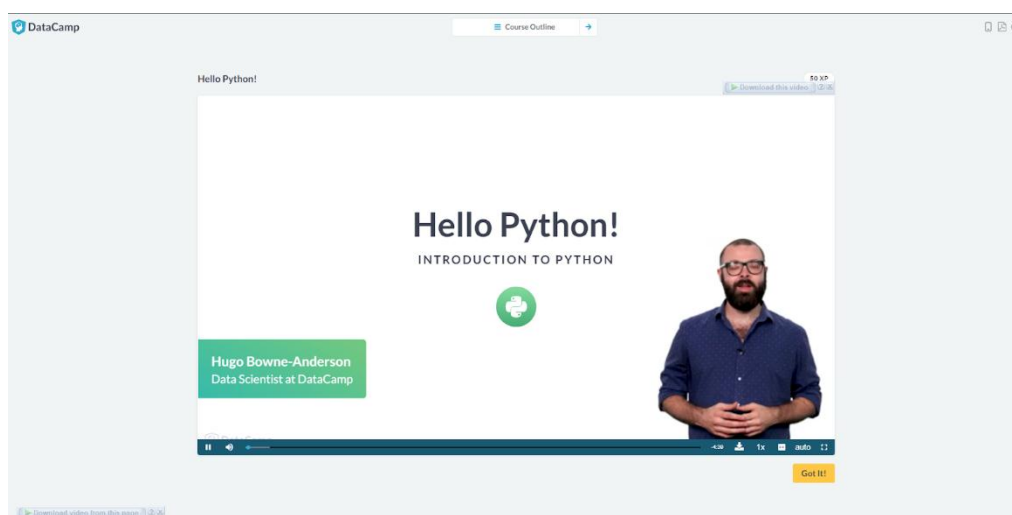 DataCamp
Course Outline
Hello Python!
50 XP
Download this video
Hello Python!
INTRODUCTION TO PYTHON
Hugo Bowne-Anderson
Data Scientist at DataCamp
1x
auto
Got It!
Download video from this page